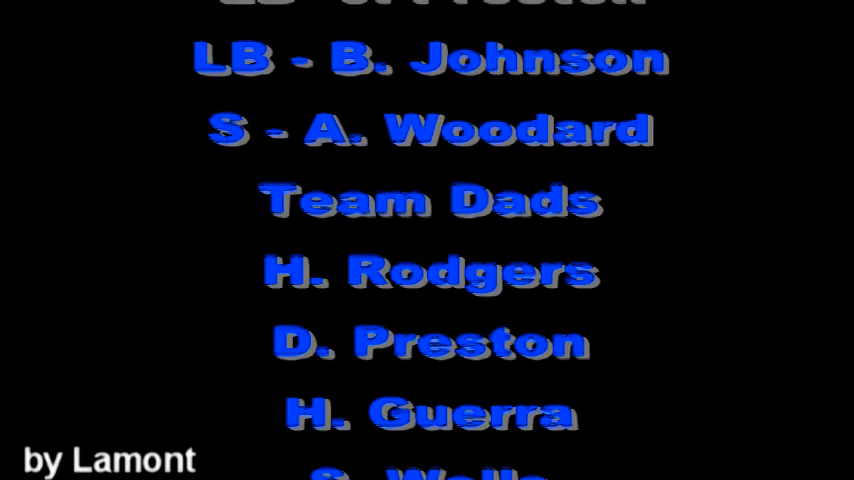 LB - B. Johnson
S - A. Woodard
Team Dads
H. Rodgers
D. Preston
H. Guerra
by Lamont